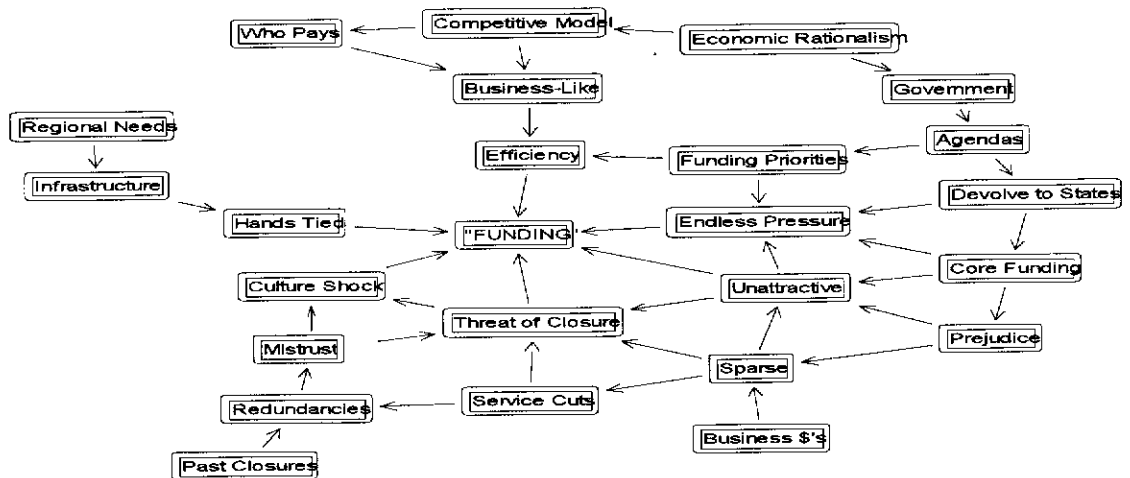 Competitive Model
Who Pays
Economic Rationalism
Business-Like
Government
Regional Needs
Agendas
Efficiency
Funding Priorities
Infrastructure
Devolve to States
Hands Tied
"FUNDING"
Endless Pressure
Core Funding
Culture Shock
Unattractive
Threat of Closure
Prejudice
Mistrust
Sparse
Service Cuts
Redundancies
Business $'s
Past Closures